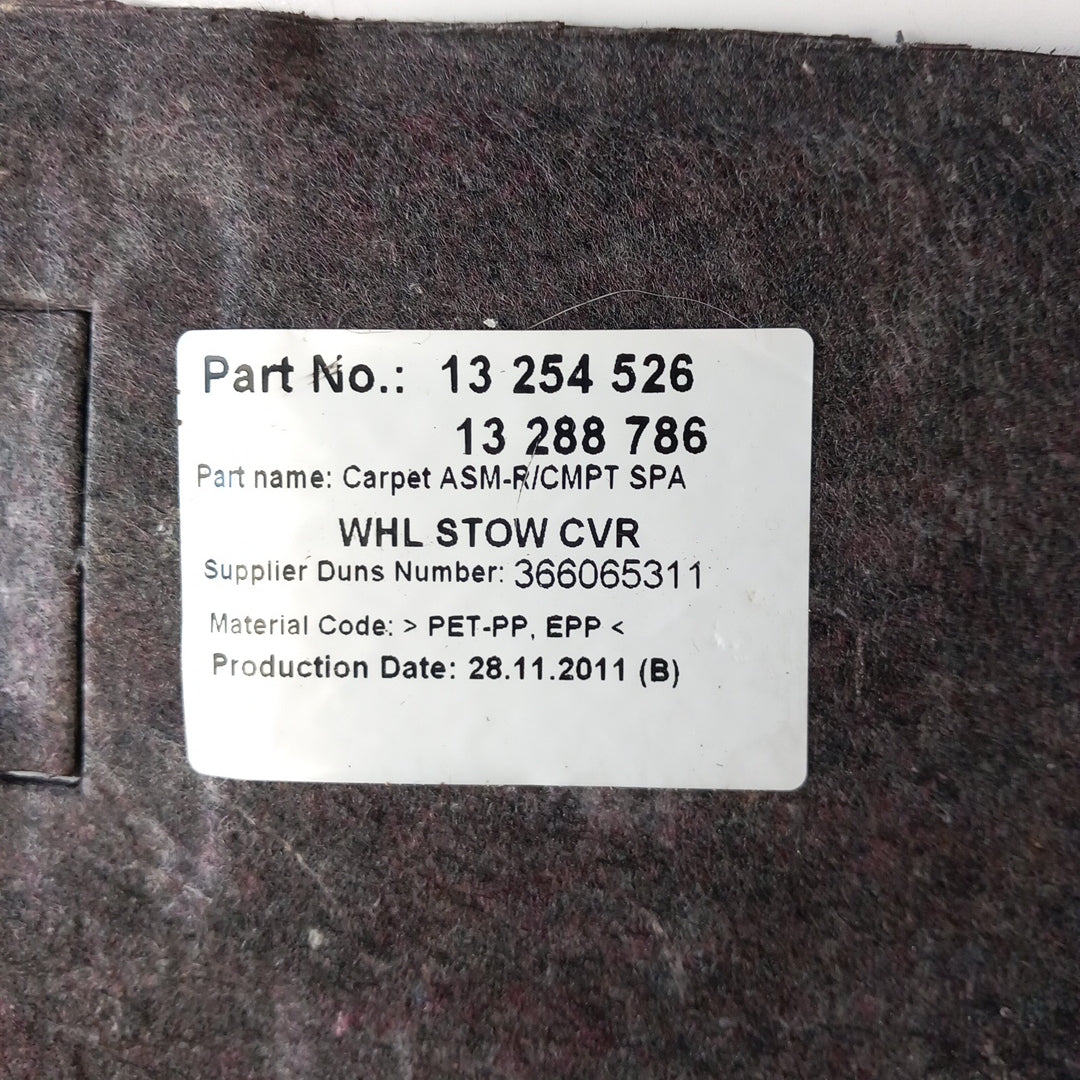 Part No.: 13 254 526
13 288 786
Part name: Carpet ASM-R/CMPT SPA
WHL STOW CVR
Supplier Duns Number: 366065311
Material Code: > PET-PP, EPP <
Production Date: 28.11.2011 (B)